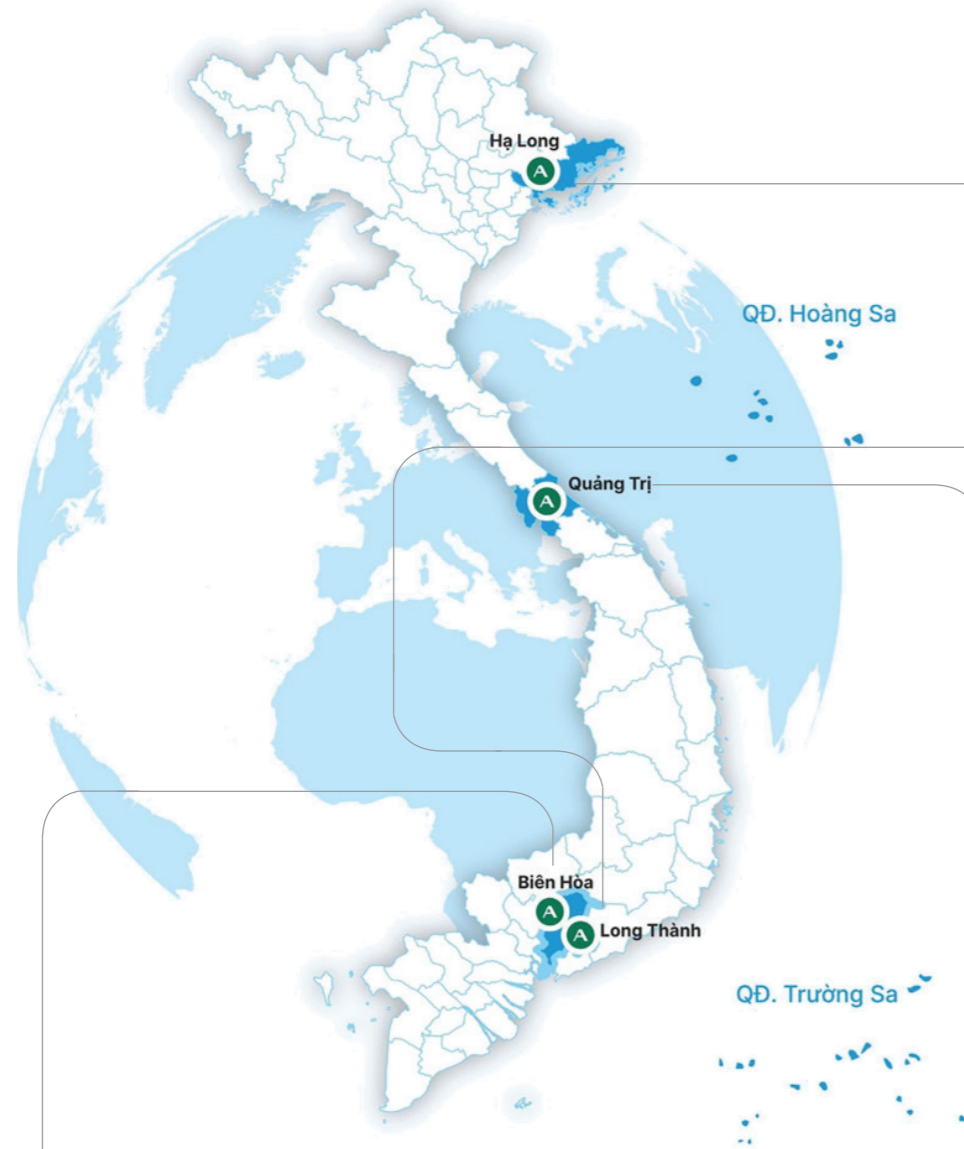 Hạ Long
A
QĐ. Hoàng Sa
Quảng Trị
A
Biên Hòa
A
A
Long Thành
QĐ. Trường Sa